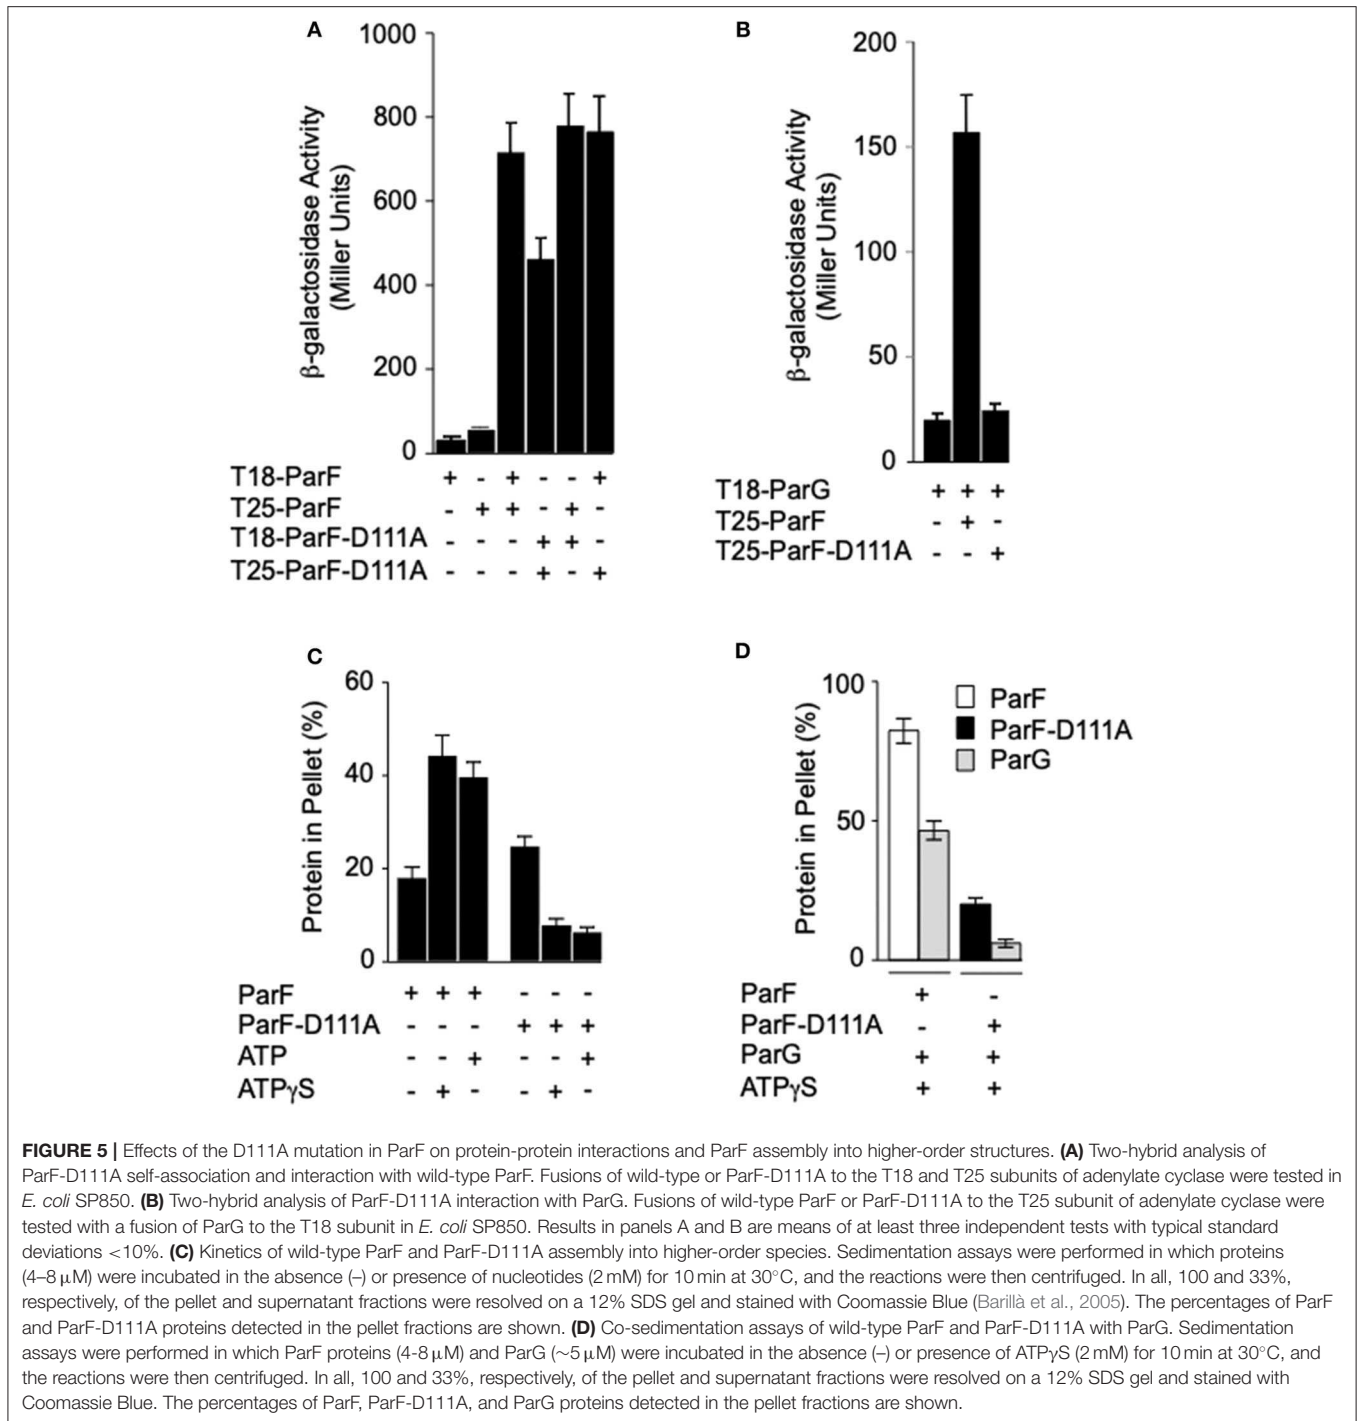 A
1000
800
600
400
200
0
β-galactosidase Activity
(Miller Units)
T18-ParF + - + - - +
T25-ParF - + + - + -
T18-ParF-D111A - - - + + -
T25-ParF-D111A - - - + - +
B
200
150
100
50
0
β-galactosidase Activity
(Miller Units)
T18-ParG + + +
T25-ParF - + -
T25-ParF-D111A - - +
C
60
40
20
0
Protein in Pellet (%)
ParF + + + - - -
ParF-D111A - - - + + +
ATP - - + - - +
ATPγS - + - - + -
D
100
50
0
Protein in Pellet (%)
ParF
ParF-D111A
ParG
ParF + -
ParF-D111A - +
ParG + +
ATPγS + +
FIGURE 5 | Effects of the D111A mutation in ParF on protein-protein interactions and ParF assembly into higher-order structures. (A) Two-hybrid analysis of
ParF-D111A self-association and interaction with wild-type ParF. Fusions of wild-type or ParF-D111A to the T18 and T25 subunits of adenylate cyclase were tested in
E. coli SP850. (B) Two-hybrid analysis of ParF-D111A interaction with ParG. Fusions of wild-type ParF or ParF-D111A to the T25 subunit of adenylate cyclase were
tested with a fusion of ParG to the T18 subunit in E. coli SP850. Results in panels A and B are means of at least three independent tests with typical standard
deviations <10%. (C) Kinetics of wild-type ParF and ParF-D111A assembly into higher-order species. Sedimentation assays were performed in which proteins
(4–8 μM) were incubated in the absence (–) or presence of nucleotides (2 mM) for 10 min at 30°C, and the reactions were then centrifuged. In all, 100 and 33%,
respectively, of the pellet and supernatant fractions were resolved on a 12% SDS gel and stained with Coomassie Blue (Barillà et al., 2005). The percentages of ParF
and ParF-D111A proteins detected in the pellet fractions are shown. (D) Co-sedimentation assays of wild-type ParF and ParF-D111A with ParG. Sedimentation
assays were performed in which ParF proteins (4-8 μM) and ParG (~5 μM) were incubated in the absence (–) or presence of ATPγS (2 mM) for 10 min at 30°C, and
the reactions were then centrifuged. In all, 100 and 33%, respectively, of the pellet and supernatant fractions were resolved on a 12% SDS gel and stained with
Coomassie Blue. The percentages of ParF, ParF-D111A, and ParG proteins detected in the pellet fractions are shown.